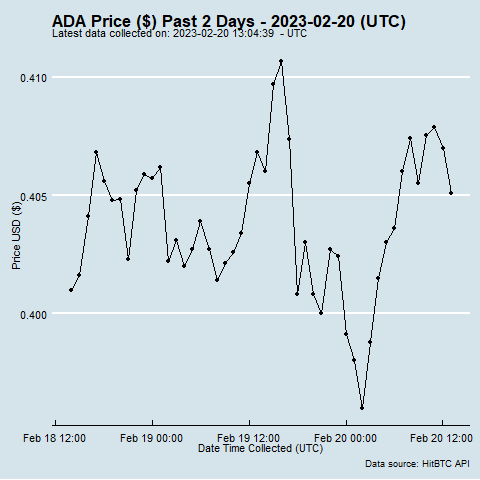 ADA Price ($) Past 2 Days - 2023-02-20 (UTC)
Latest data collected on: 2023-02-20 13:04:39 - UTC
0.410
0.405
0.400
Price USD ($)
Feb 18 12:00 Feb 19 00:00 Feb 19 12:00 Feb 20 00:00 Feb 20 12:00
Date Time Collected (UTC)
Data source: HitBTC API